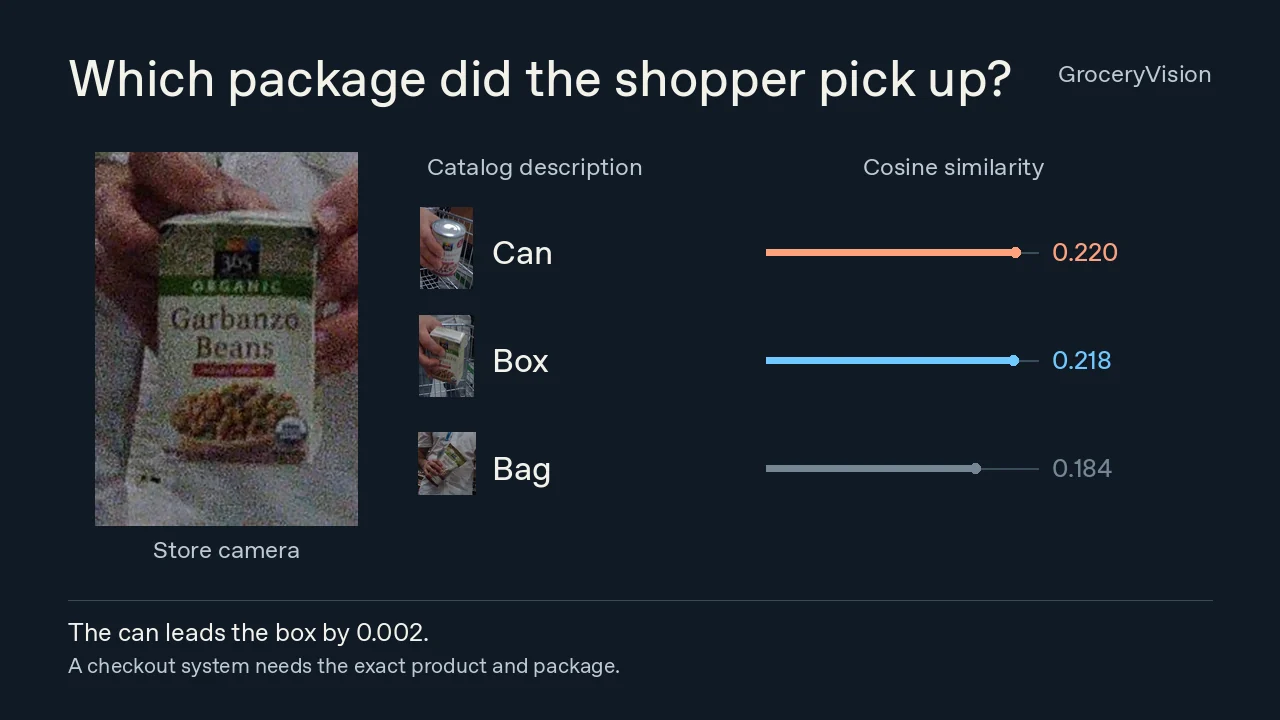 Which package did the shopper pick up?
GroceryVision
Catalog description
Cosine similarity
365
ORGANIC
Garbanzo
Beans
Can
0.220
Box
0.218
Bag
0.184
Store camera
The can leads the box by 0.002.
A checkout system needs the exact product and package.